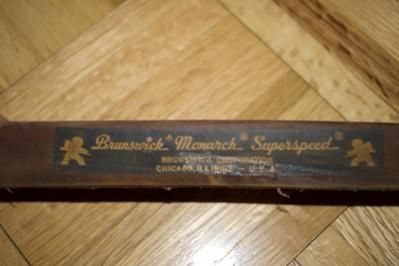 Brunswick® Monarch® Superspeed®
BRUNSWICK CORPORATION
CHICAGO, ILLINOIS - U.S.A.